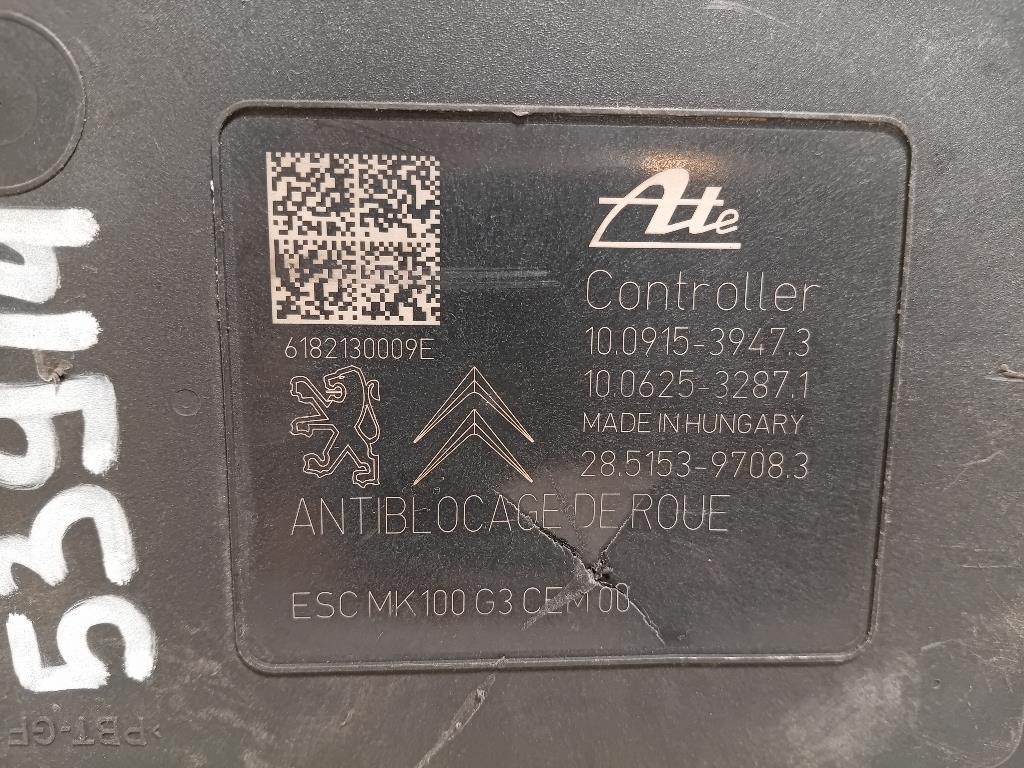 Ate
Controller
10.0915-3947.3
10.0625-3287.1
MADE IN HUNGARY
28.5153-9708.3
6182130009E
ANTIBLOCAGE DE ROUE
ESC MK100 G3 CEM 00
>PBT-GF